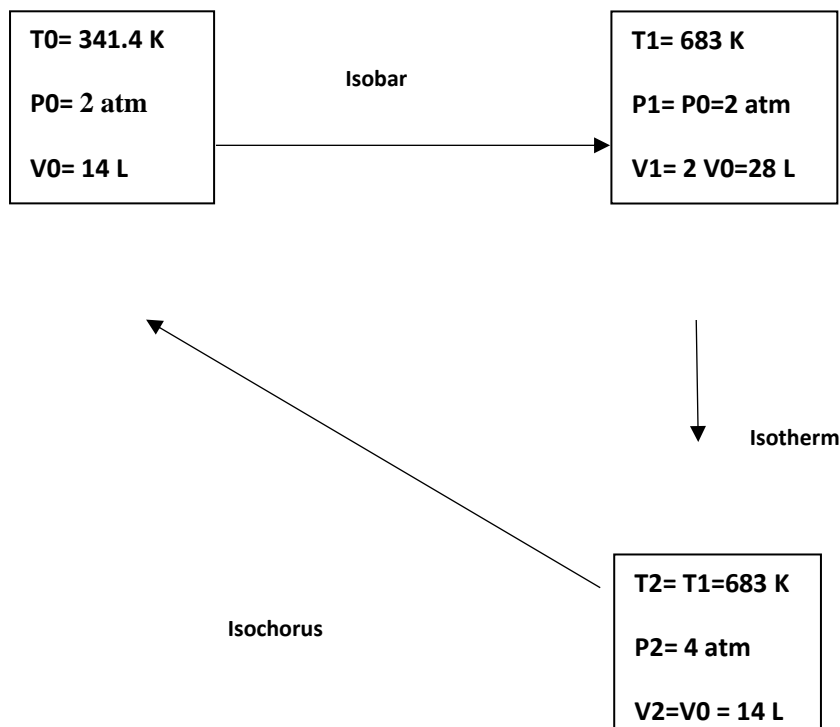 T0= 341.4 K
P0= 2 atm
V0= 14 L
Isobar
T1= 683 K
P1= P0=2 atm
V1= 2 V0=28 L
Isotherm
Isochorus
T2= T1=683 K
P2= 4 atm
V2=V0 = 14 L